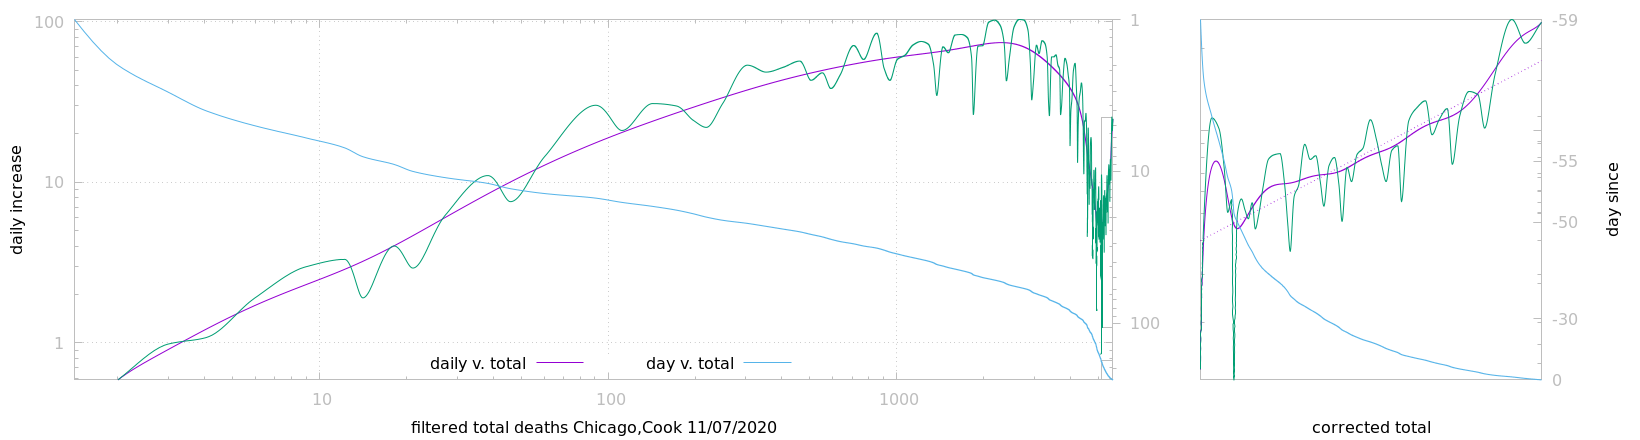 100
10
1
daily increase
10
100
1000
filtered total deaths Chicago,Cook 11/07/2020
daily v. total
day v. total
1
10
100
-59
-55
-50
-30
0
day since
corrected total